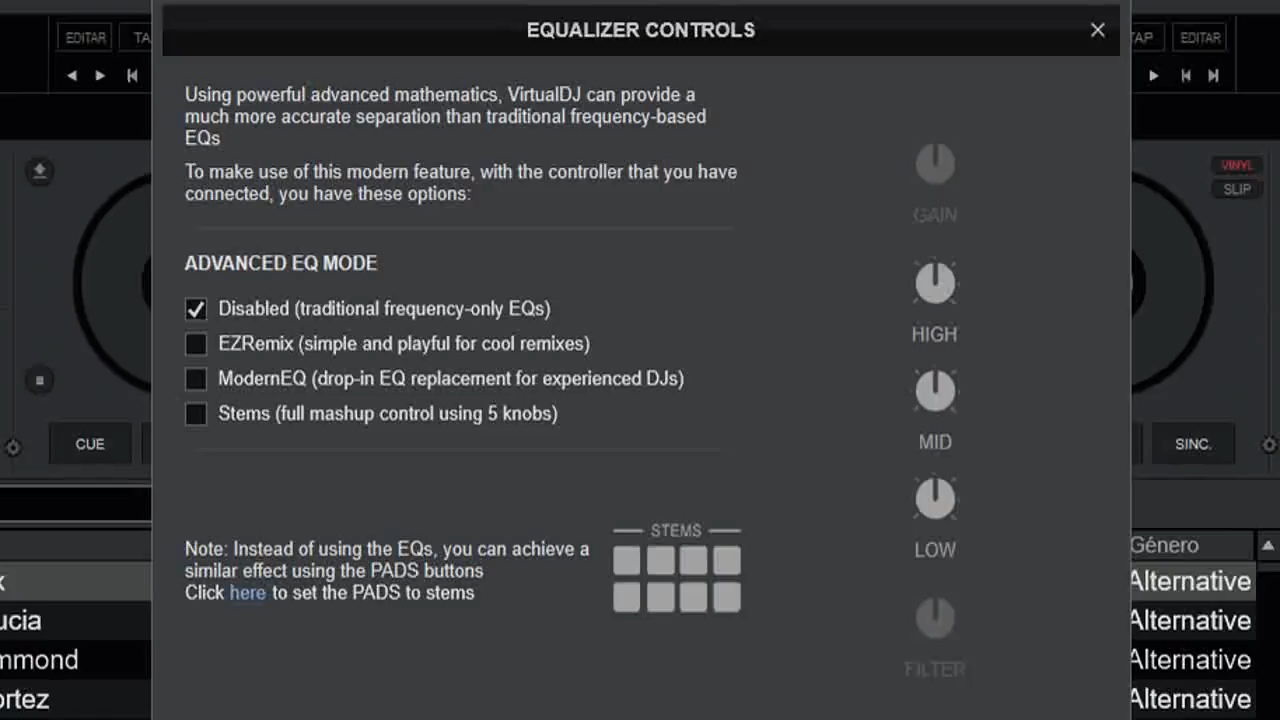 EQUALIZER CONTROLS
EDITAR
TAP
EDITAR
Using powerful advanced mathematics, VirtualDJ can provide a
much more accurate separation than traditional frequency-based
EQs
To make use of this modern feature, with the controller that you have
connected, you have these options:
VINYL
SLIP
GAIN
ADVANCED EQ MODE
Disabled (traditional frequency-only EQs)
EZRemix (simple and playful for cool remixes)
HIGH
ModernEQ (drop-in EQ replacement for experienced DJs)
Stems (full mashup control using 5 knobs)
MID
CUE
SINC.
STEMS
Note: Instead of using the EQs, you can achieve a
similar effect using the PADS buttons
Click here to set the PADS to stems
LOW
FILTER
Género
Alternative
ucia
Alternative
mmond
Alternative
ortez
Alternative